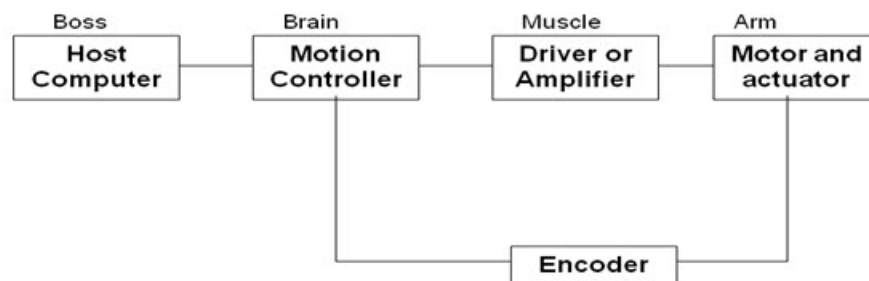 Boss
Brain
Muscle
Arm
Host
Computer
Motion
Controller
Driver or
Amplifier
Motor and
actuator
Encoder